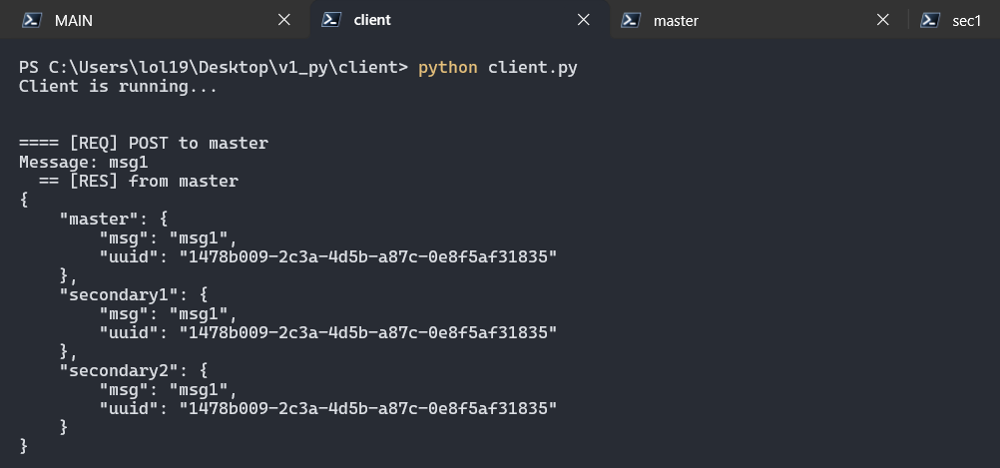 MAIN
client
master
sec1
PS C:\Users\lol19\Desktop\v1_py\client> python client.py
Client is running...
==== [REQ] POST to master
Message: msg1
  == [RES] from master
{
    "master": {
        "msg": "msg1",
        "uuid": "1478b009-2c3a-4d5b-a87c-0e8f5af31835"
    },
    "secondary1": {
        "msg": "msg1",
        "uuid": "1478b009-2c3a-4d5b-a87c-0e8f5af31835"
    },
    "secondary2": {
        "msg": "msg1",
        "uuid": "1478b009-2c3a-4d5b-a87c-0e8f5af31835"
    }
}